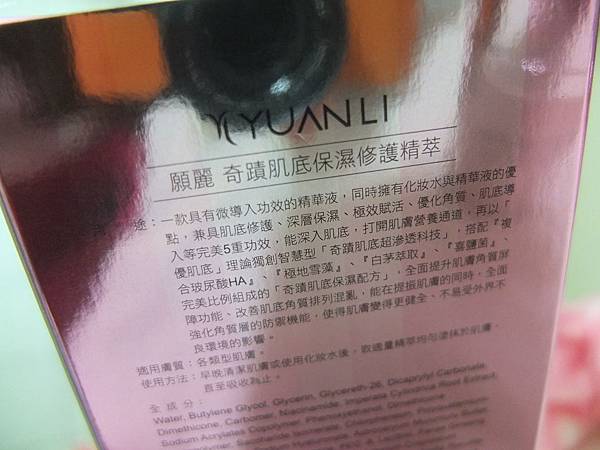 YUANLI
願麗 奇蹟肌底保濕修護精萃
途：一款具有微導入功效的精華液，同時擁有化妝水與精華液的優
點，兼具肌底修護、深層保濕、極效賦活、優化角質、肌底導
入等完美5重功效，能深入肌底，打開肌膚營養通道，再以「
優肌底」理論獨創智慧型「奇蹟肌底超滲透科技」，搭配『複
合玻尿酸HA』、『極地雪藻』、『白茅萃取』、『喜鹽菌』、
完美比例組成的「奇蹟肌底保濕配方」，全面提升肌膚角質屏
障功能、改善肌底角質排列混亂，能在提振肌膚的同時，全面
強化角質層的防禦機能，使得肌膚變得更健全、不易受外界不
良環境的影響。
適用膚質：各類型肌膚。
使用方法：早晚清潔肌膚或使用化妝水後，取適量精萃均勻塗抹於肌膚，
直至吸收為止。
全 成 分：
Water, Butylene Glycol, Glycerin, Glycereth-26, Dicaprylyl Carbonate,
Dimethicone, Carbomer, Niacinamide, Imperata Cylindrica Root Extract,
Sodium Acrylates Copolymer, Phenoxyethanol, Dimethicone